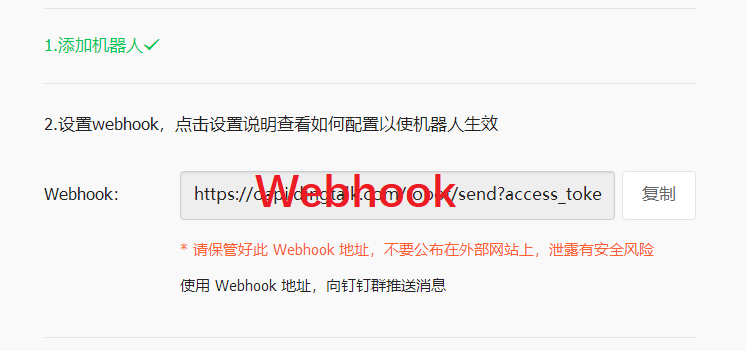 1.添加机器人✓
2.设置webhook，点击设置说明查看如何配置以使机器人生效
Webhook:
https://oapi.dingtalk.com/robot/send?access_toke
Webhook
复制
* 请保管好此 Webhook 地址，不要公布在外部网站上，泄露有安全风险
使用 Webhook 地址，向钉钉群推送消息